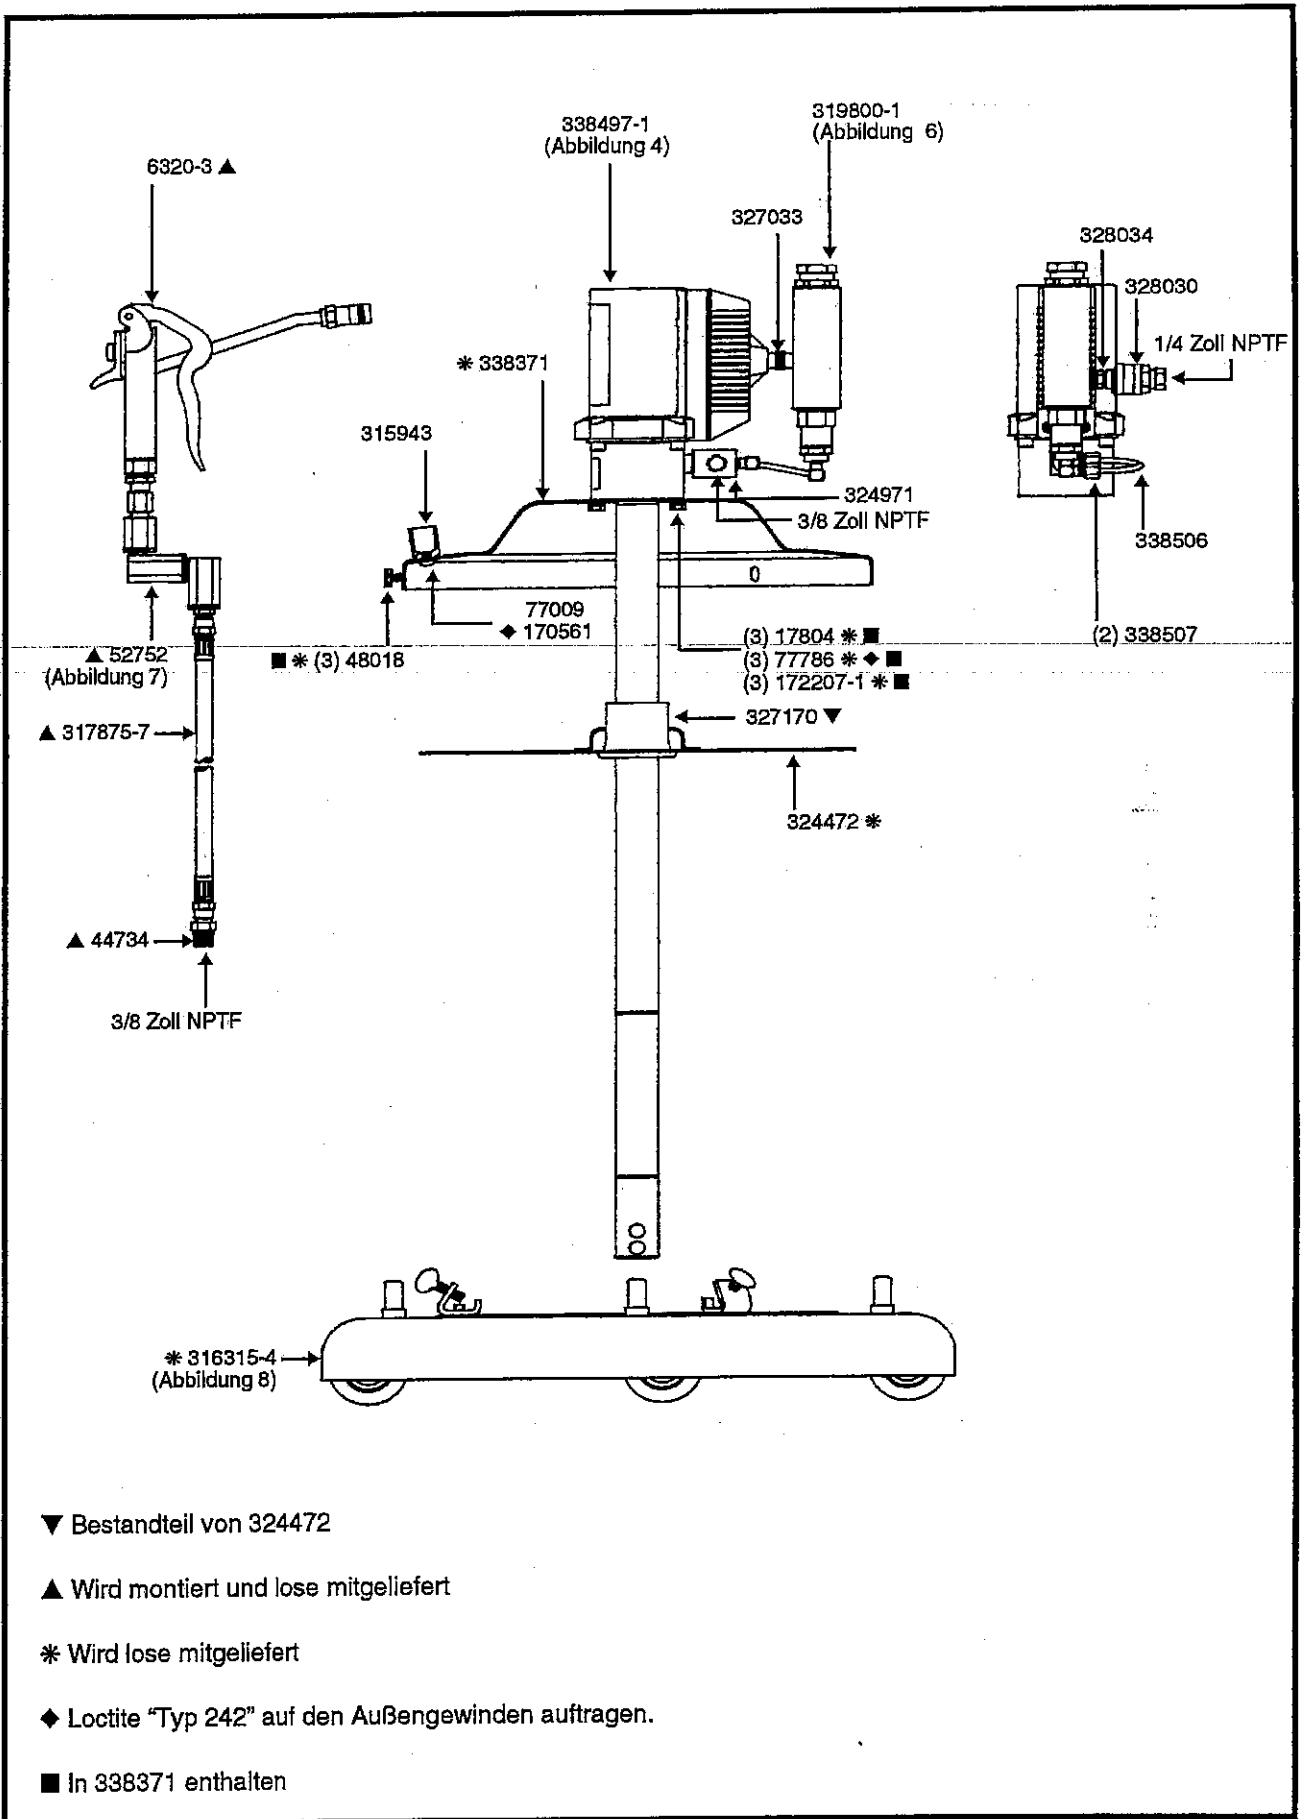 338497-1
(Abbildung 4)
319800-1
(Abbildung 6)
6320-3 ▲
327033
328034
328030
1/4 Zoll NPTF
✳ 338371
315943
324971
3/8 Zoll NPTF
338506
77009
◆ 170561
(3) 17804 ✳ ■
(3) 77786 ✳ ◆ ■
(3) 172207-1 ✳ ■
(2) 338507
▲ 52752
(Abbildung 7)
■ ✳ (3) 48018
▲ 317875-7
327170 ▼
324472 ✳
▲ 44734
3/8 Zoll NPTF
✳ 316315-4
(Abbildung 8)
▼ Bestandteil von 324472
▲ Wird montiert und lose mitgeliefert
✳ Wird lose mitgeliefert
◆ Loctite “Typ 242” auf den Außengewinden auftragen.
■ In 338371 enthalten